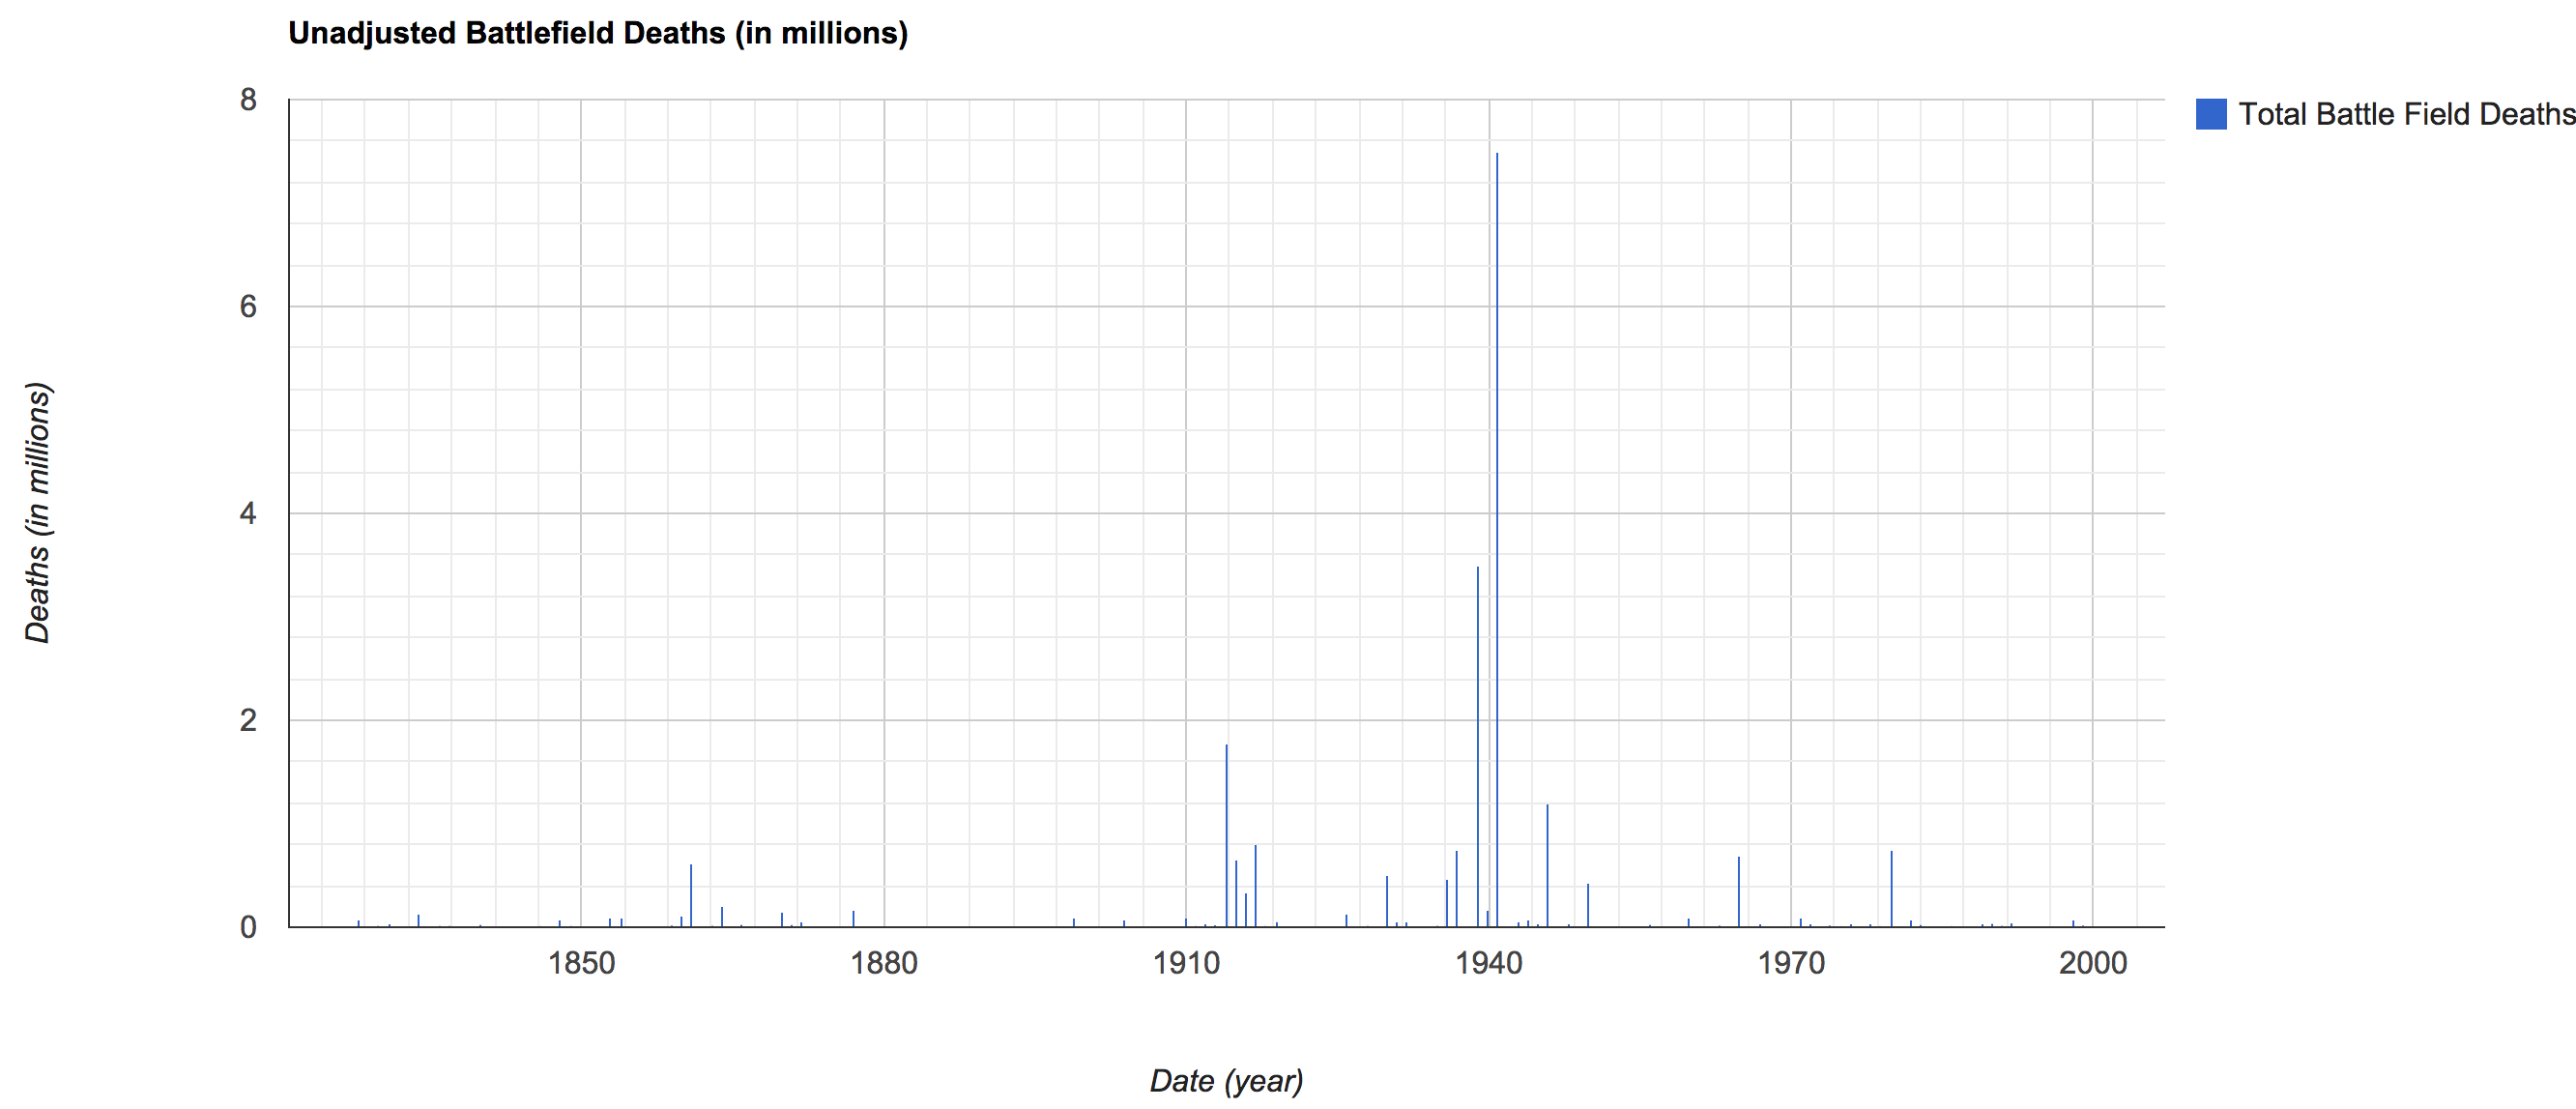 Unadjusted Battlefield Deaths (in millions)
Total Battle Field Deaths
Deaths (in millions)
8
6
4
2
0
1850 1880 1910 1940 1970 2000
Date (year)